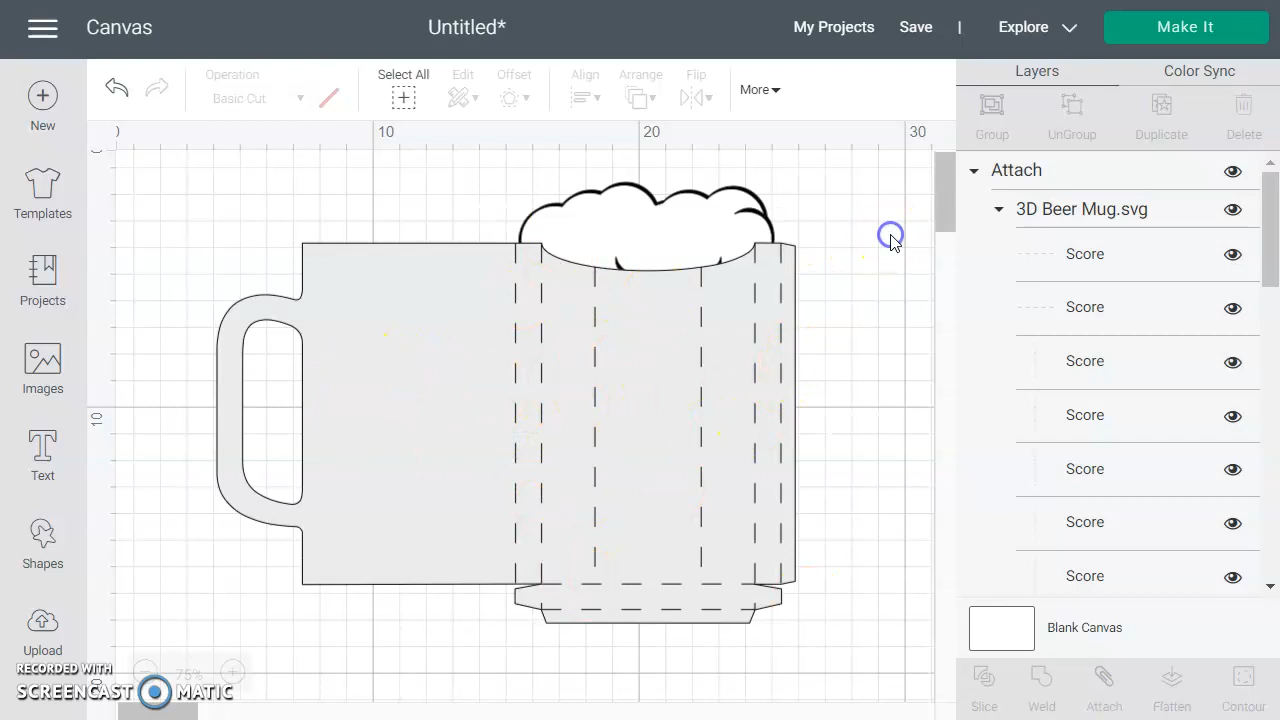 Canvas
Untitled*
My Projects
Save
|
Explore
Make It
New
Templates
Projects
Images
Text
Shapes
Upload
Operation
Basic Cut
Select All
Edit
Offset
Align
Arrange
Flip
More
0
10
20
30
10
75%
Layers
Color Sync
Group
UnGroup
Duplicate
Delete
Attach
3D Beer Mug.svg
Score
Score
Score
Score
Score
Score
Score
Blank Canvas
Slice
Weld
Attach
Flatten
Contour
RECORDED WITH
SCREENCAST MATIC